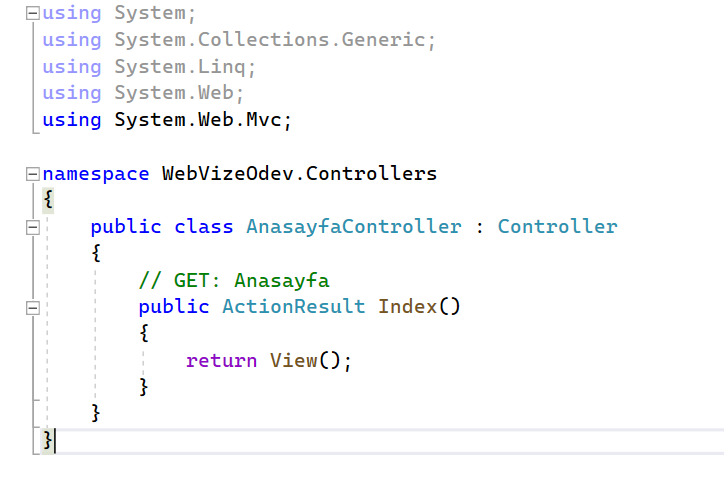 using System;
using System.Collections.Generic;
using System.Linq;
using System.Web;
using System.Web.Mvc;

namespace WebVizeOdev.Controllers
{
    public class AnasayfaController : Controller
    {
        // GET: Anasayfa
        public ActionResult Index()
        {
            return View();
        }
    }
}